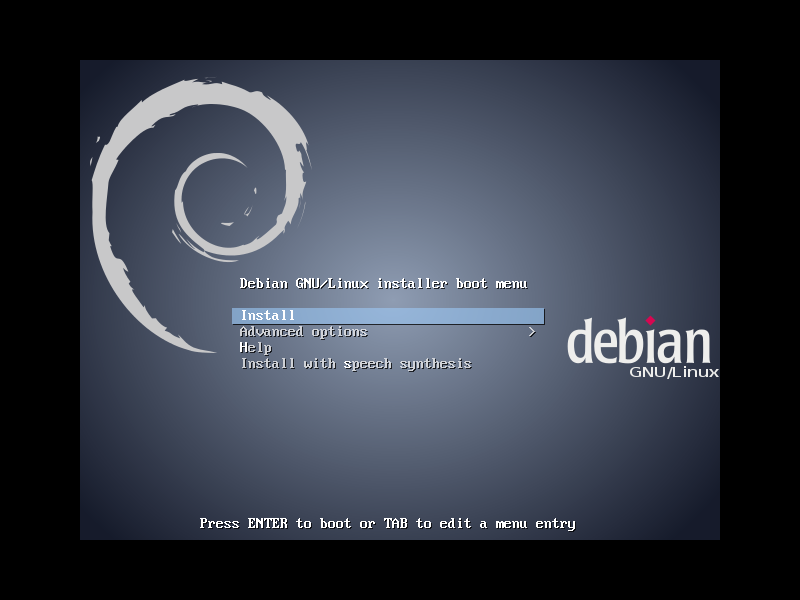 Debian GNU/Linux installer boot menu
Install
Advanced options >
Help
Install with speech synthesis
debian
GNU/Linux
Press ENTER to boot or TAB to edit a menu entry